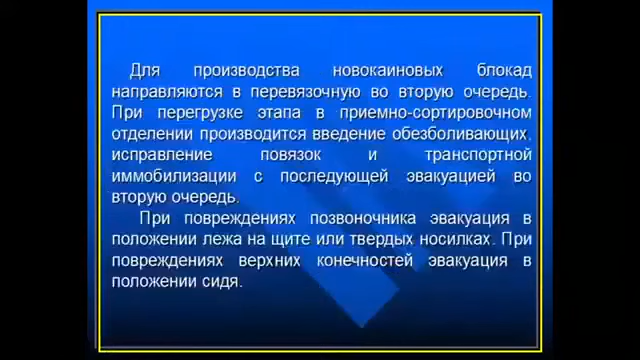 Для производства новокаиновых блокад
направляются в перевязочную во вторую очередь.
При перегрузке этапа в приемно-сортировочном
отделении производится введение обезболивающих,
исправление повязок и транспортной
иммобилизации с последующей эвакуацией во
вторую очередь.
При повреждениях позвоночника эвакуация в
положении лежа на щите или твердых носилках. При
повреждениях верхних конечностей эвакуация в
положении сидя.